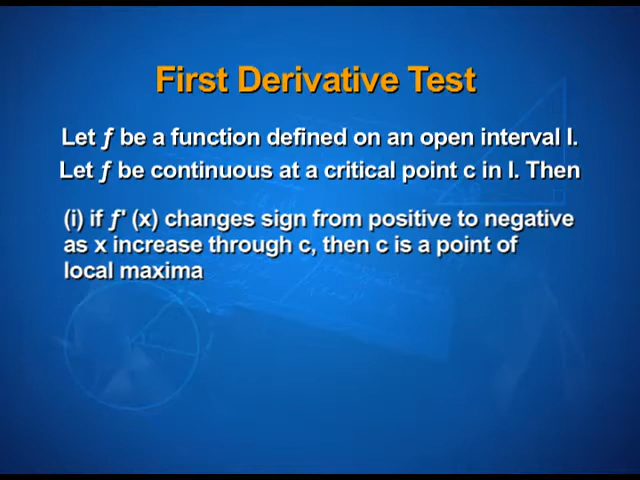 First Derivative Test
Let ƒ be a function defined on an open interval I.
Let ƒ be continuous at a critical point c in I. Then
(i) if ƒ' (x) changes sign from positive to negative
as x increase through c, then c is a point of
local maxima